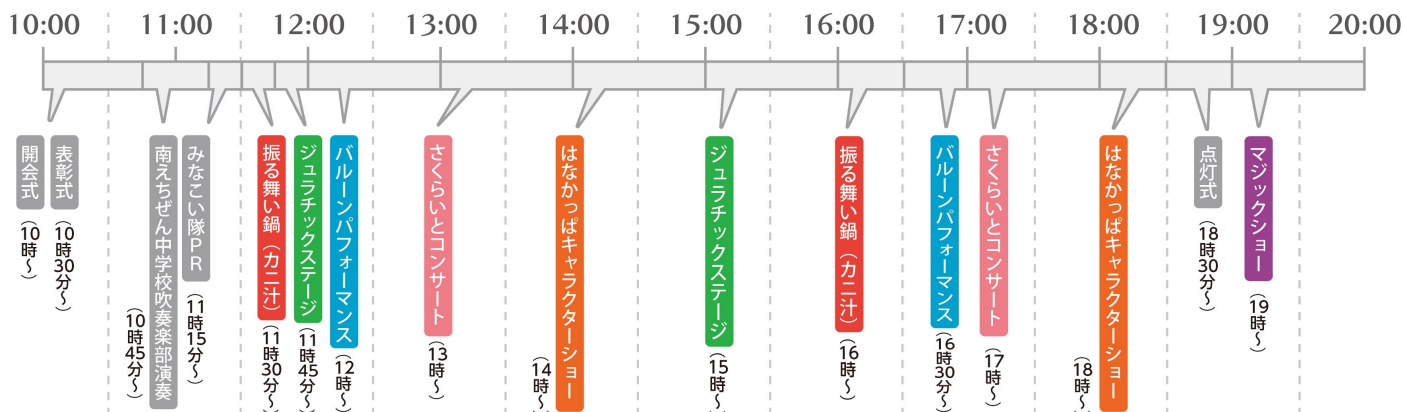 10:00 11:00 12:00 13:00 14:00 15:00 16:00 17:00 18:00 19:00 20:00
開会式
(10時~)
表彰式
(10時30分~)
南えちぜん中学校吹奏楽部演奏
(10時45分~)
みなこい隊PR
(11時15分~)
振る舞い鍋(カニ汁)
(11時30分~)
ジュラチックステージ
(11時45分~)
バルーンパフォーマンス
(12時~)
さくらいとコンサート
(13時~)
はなかっぱキャラクターショー
(14時~)
ジュラチックステージ
(15時~)
振る舞い鍋(カニ汁)
(16時~)
バルーンパフォーマンス
(16時30分~)
さくらいとコンサート
(17時~)
はなかっぱキャラクターショー
(18時~)
点灯式
(18時30分~)
マジックショー
(19時~)